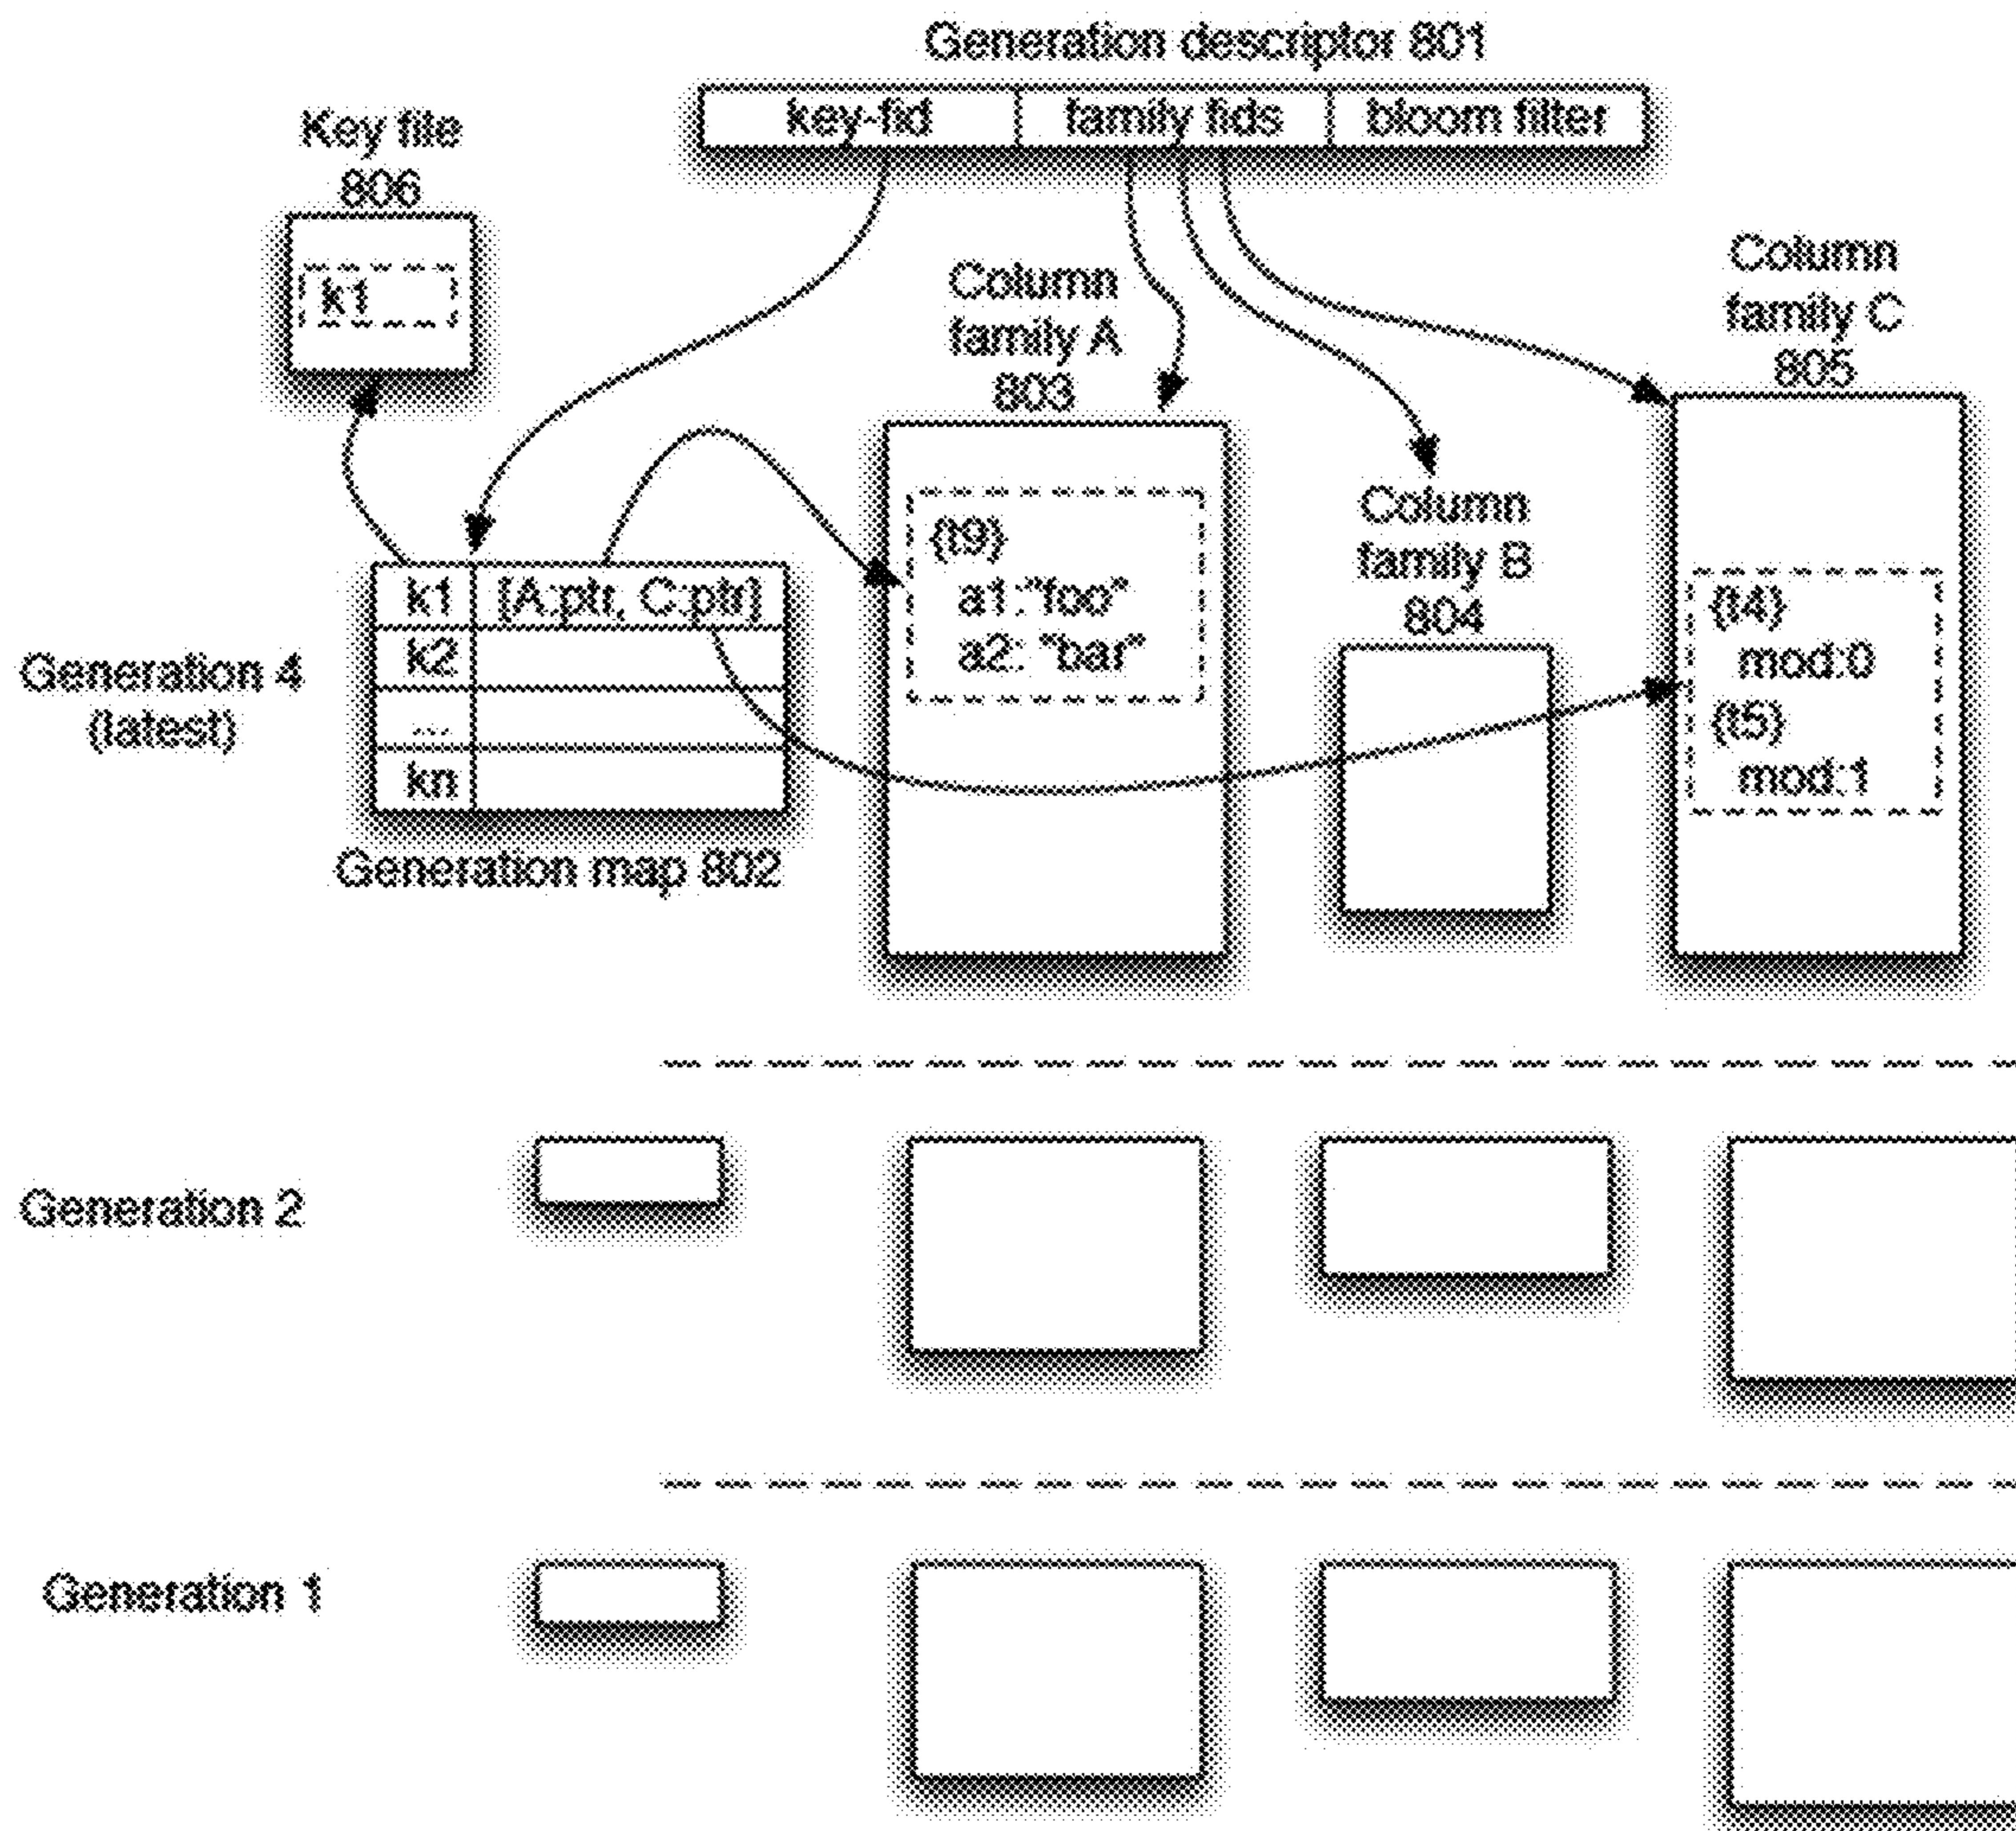 Generation descriptor 801
key-fid family fids bloom filter
Key file
806
k1
Column
family A
803
Column
family B
804
Column
family C
805
Generation 4
(latest)
k1 [A:ptr, C:ptr]
k2
...
kn
Generation map 802
{t9}
a1:"foo"
a2: "bar"
{t4}
mod:0
{t5}
mod:1
Generation 2
Generation 1